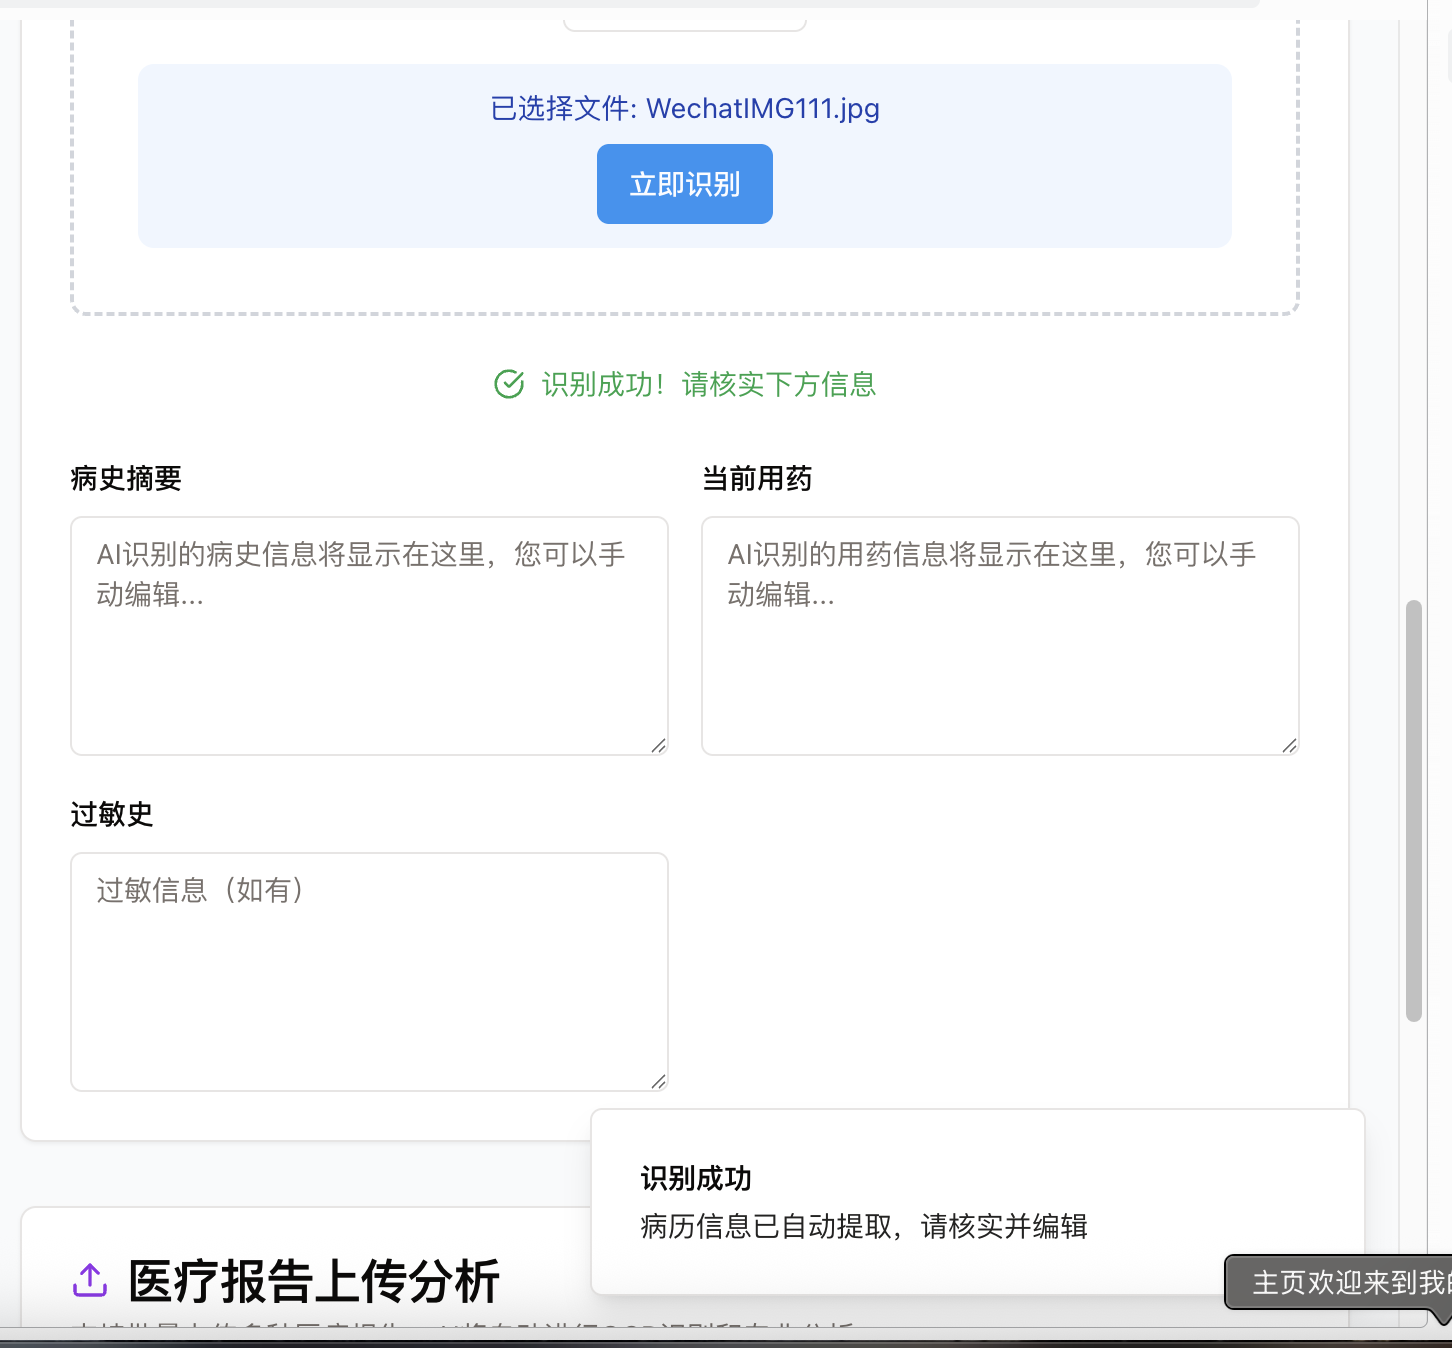 已选择文件: WechatIMG111.jpg
立即识别
识别成功！请核实下方信息
病史摘要
当前用药
AI识别的病史信息将显示在这里，您可以手
动编辑...
AI识别的用药信息将显示在这里，您可以手
动编辑...
过敏史
过敏信息（如有）
识别成功
病历信息已自动提取，请核实并编辑
医疗报告上传分析
主页欢迎来到我的